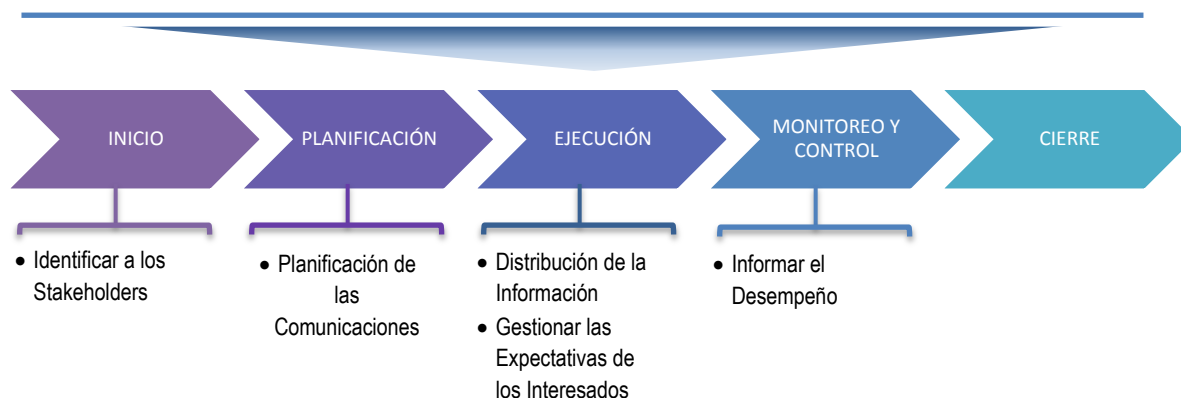 INICIO
PLANIFICACIÓN
EJECUCIÓN
MONITOREO Y
CONTROL
CIERRE
• Identificar a los
Stakeholders
• Planificación de
las
Comunicaciones
• Distribución de la
Información
• Gestionar las
Expectativas de
los Interesados
• Informar el
Desempeño